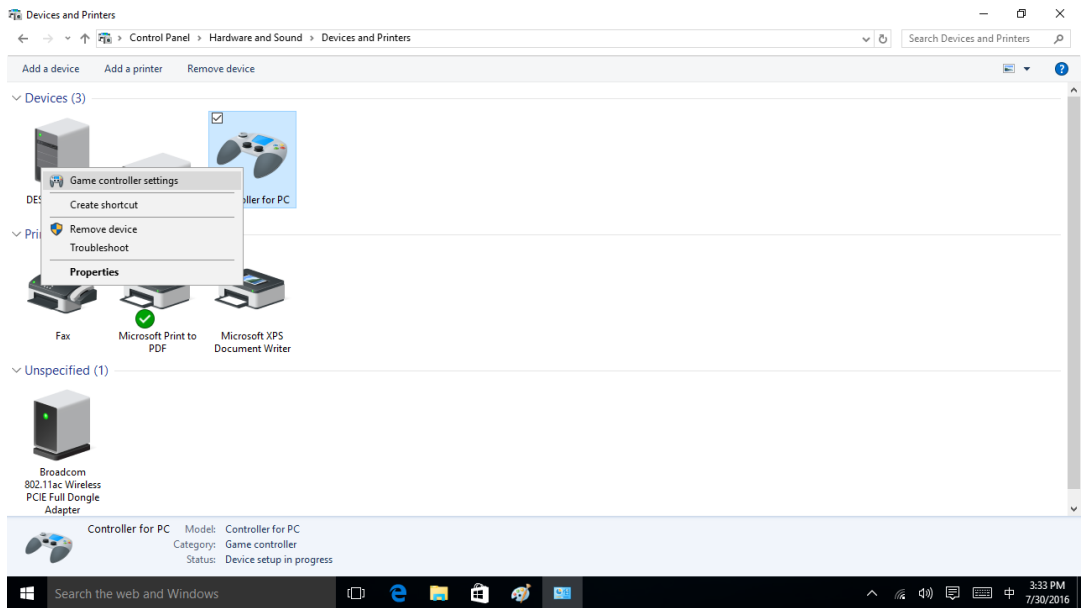 Devices and Printers
Control Panel > Hardware and Sound > Devices and Printers
Search Devices and Printers
Add a device Add a printer Remove device
Devices (3)
Game controller settings
DES
ller for PC
Create shortcut
Remove device
Pri
Troubleshoot
Properties
Fax
Microsoft Print to
PDF
Microsoft XPS
Document Writer
Unspecified (1)
Broadcom
802.11ac Wireless
PCIE Full Dongle
Adapter
Controller for PC Model: Controller for PC
Category: Game controller
Status: Device setup in progress
Search the web and Windows
中
3:33 PM
7/30/2016